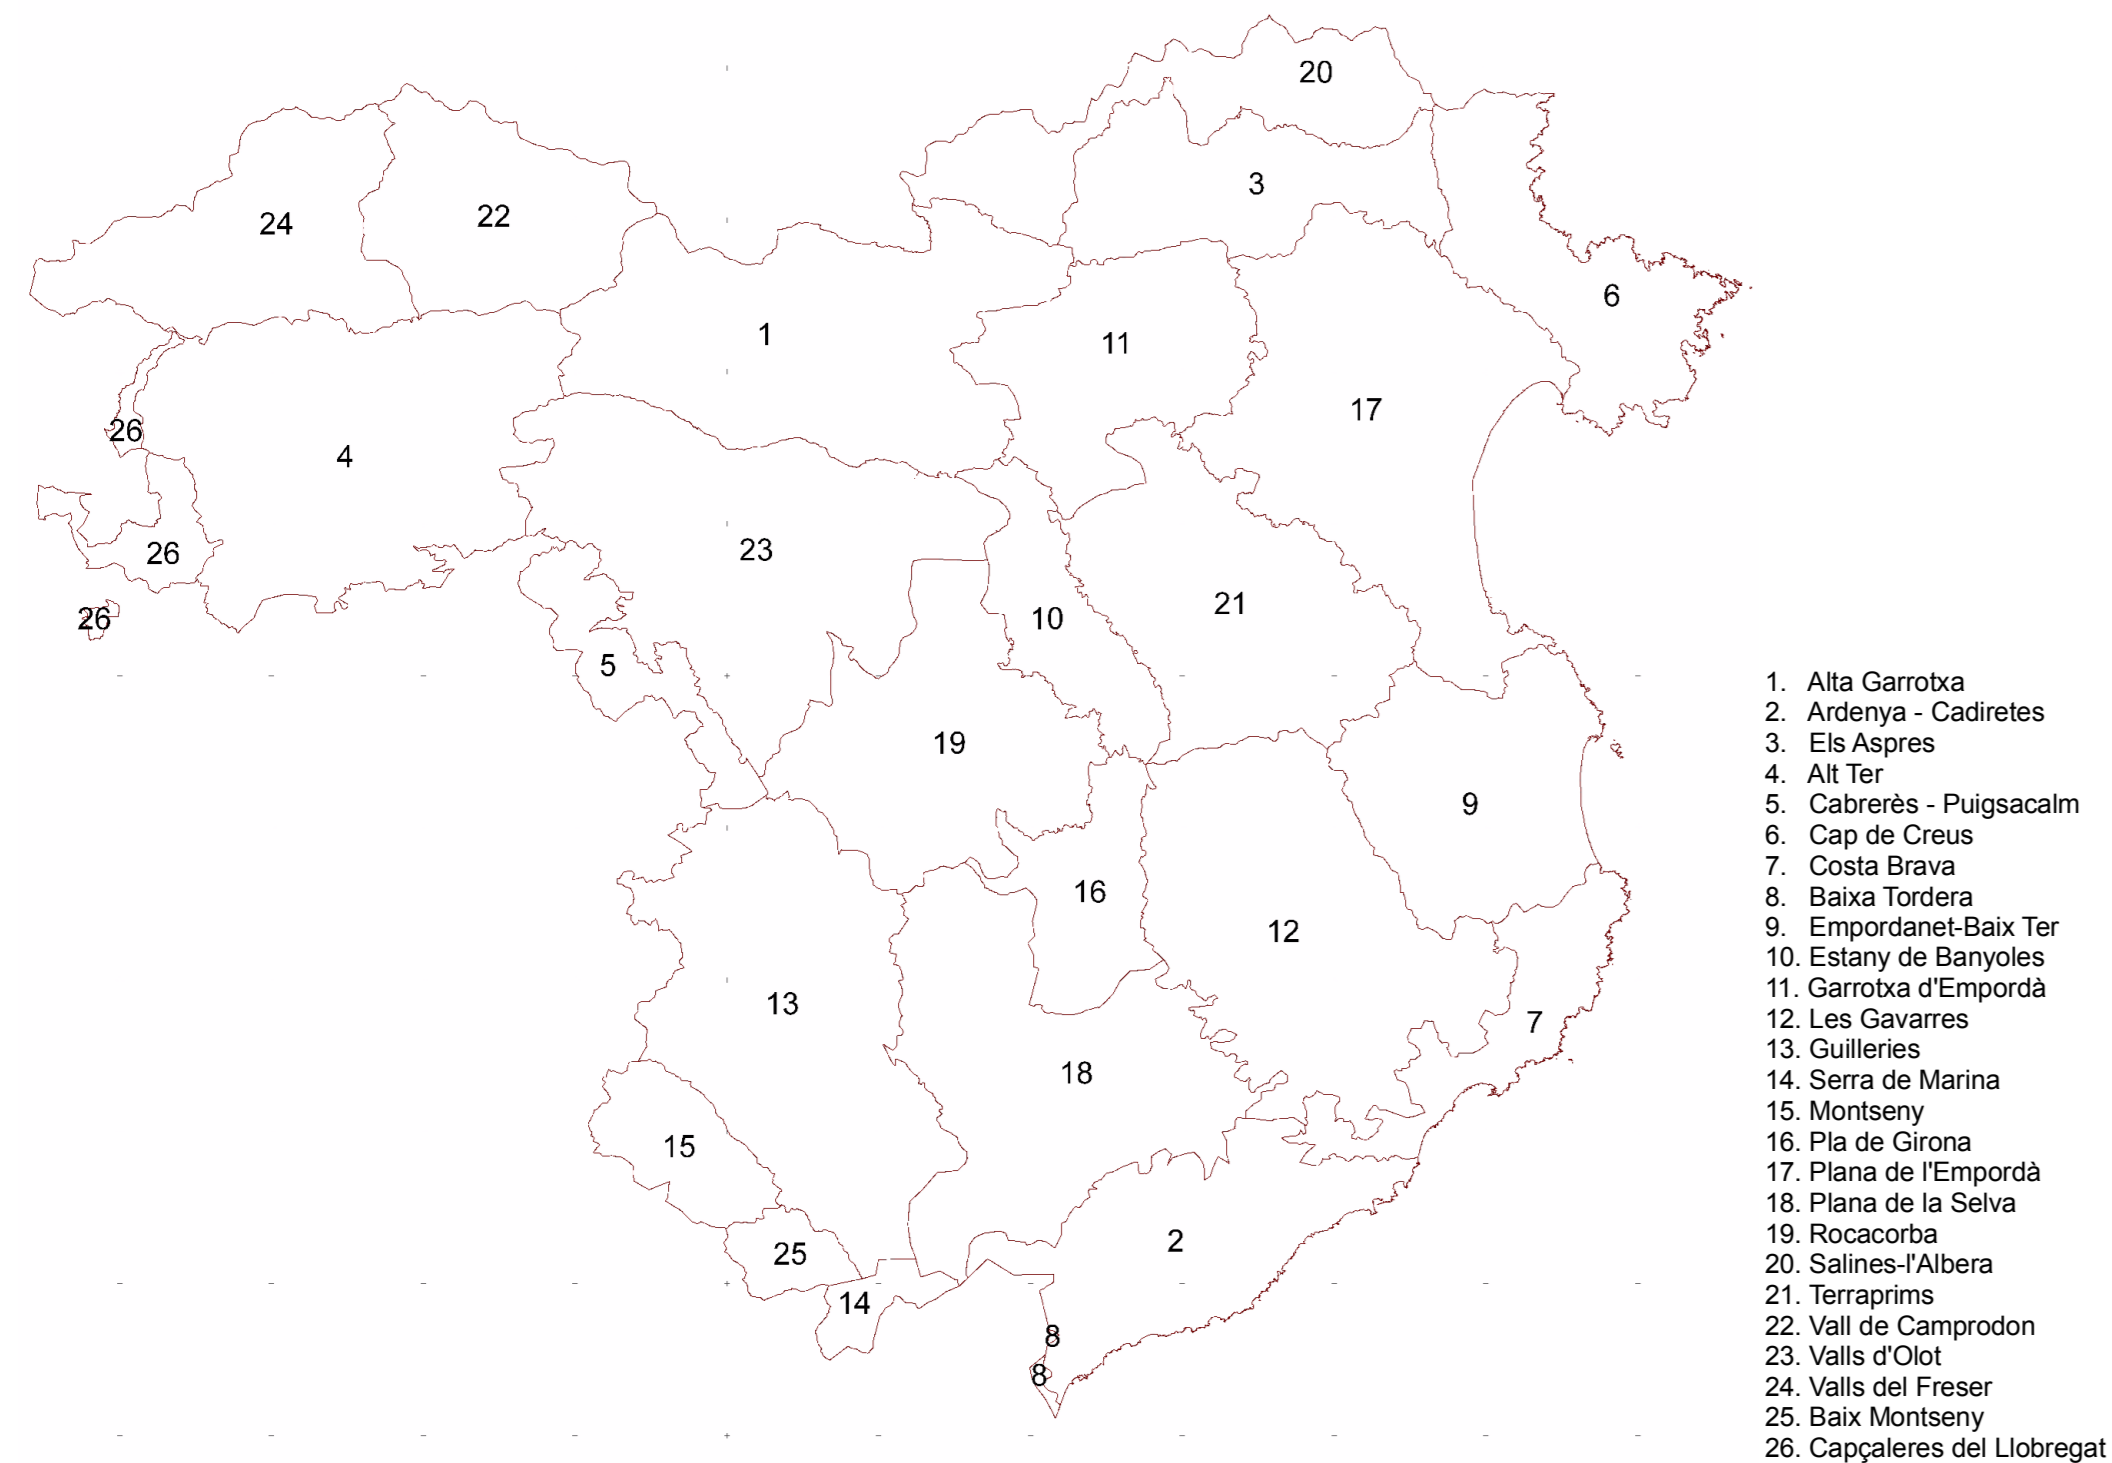 20
3
24
22
6
1
11
17
26
4
26
23
21
10
26
5
19
9
16
12
13
7
18
15
2
25
14
8
8
1. Alta Garrotxa
2. Ardenya - Cadiretes
3. Els Aspres
4. Alt Ter
5. Cabrerès - Puigsacalm
6. Cap de Creus
7. Costa Brava
8. Baixa Tordera
9. Empordanet-Baix Ter
10. Estany de Banyoles
11. Garrotxa d'Empordà
12. Les Gavarres
13. Guilleries
14. Serra de Marina
15. Montseny
16. Pla de Girona
17. Plana de l'Empordà
18. Plana de la Selva
19. Rocacorba
20. Salines-l'Albera
21. Terraprims
22. Vall de Camprodon
23. Valls d'Olot
24. Valls del Freser
25. Baix Montseny
26. Capçaleres del Llobregat